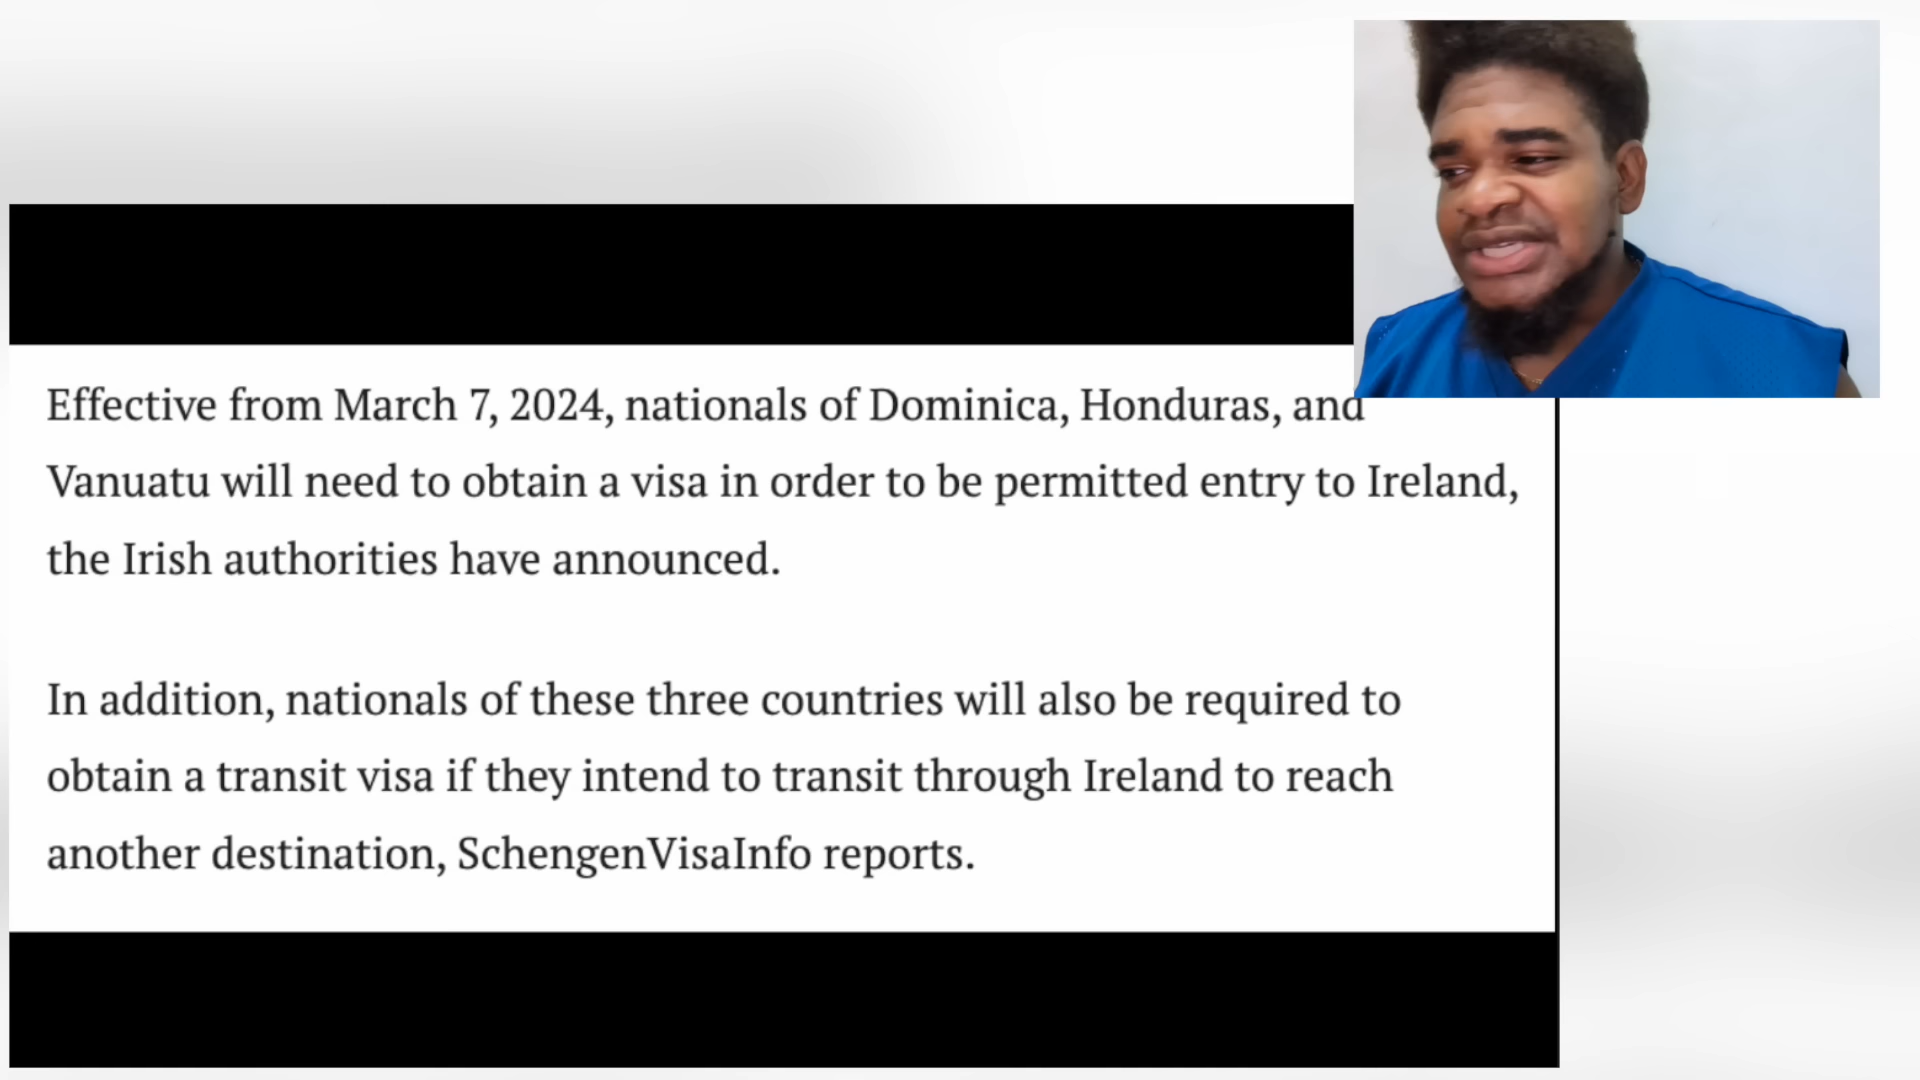 Effective from March 7, 2024, nationals of Dominica, Honduras, and
Vanuatu will need to obtain a visa in order to be permitted entry to Ireland,
the Irish authorities have announced.
In addition, nationals of these three countries will also be required to
obtain a transit visa if they intend to transit through Ireland to reach
another destination, SchengenVisaInfo reports.